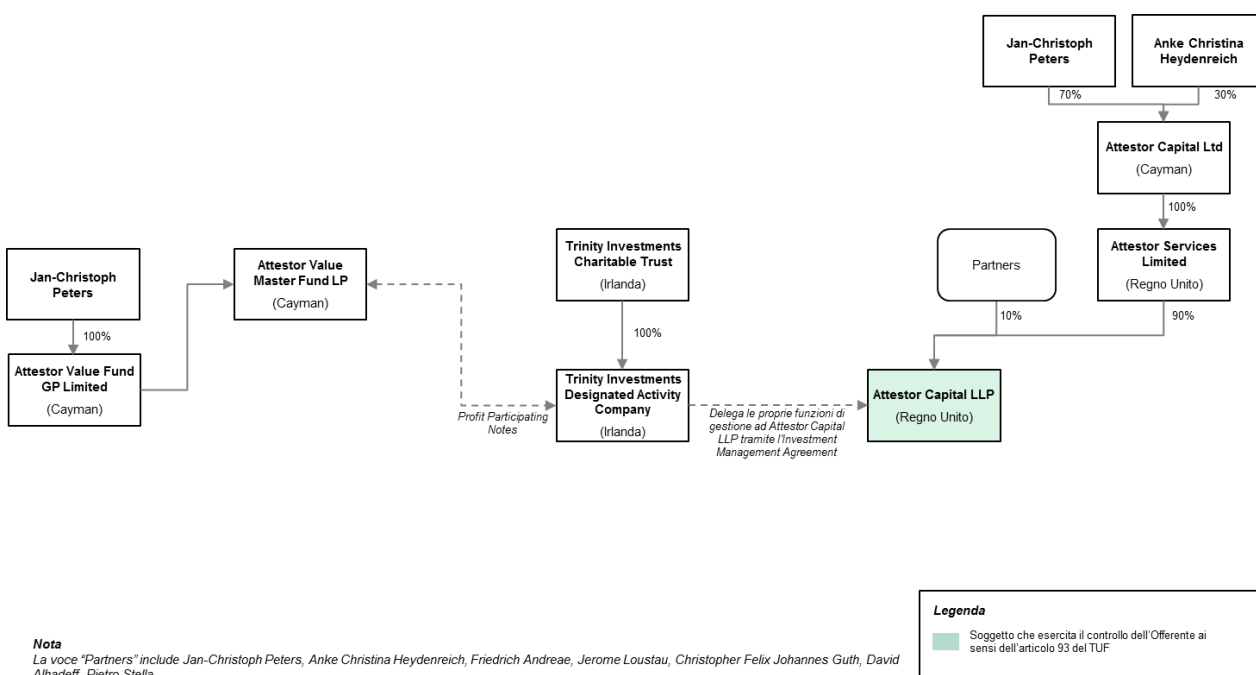 Jan-Christoph
Peters
Anke Christina
Heydenreich
70%
30%
Attestor Capital Ltd
(Cayman)
100%
Jan-Christoph
Peters
100%
Attestor Value Fund
GP Limited
(Cayman)
Attestor Value
Master Fund LP
(Cayman)
Profit Participating
Notes
Trinity Investments
Charitable Trust
(Irlanda)
100%
Trinity Investments
Designated Activity
Company
(Irlanda)
Delega le proprie funzioni di
gestione ad Attestor Capital
LLP tramite l'Investment
Management Agreement
Partners
10%
Attestor Services
Limited
(Regno Unito)
90%
Attestor Capital LLP
(Regno Unito)
Legenda
Soggetto che esercita il controllo dell'Offerente ai
sensi dell'articolo 93 del TUF
Nota
La voce "Partners" include Jan-Christoph Peters, Anke Christina Heydenreich, Friedrich Andreae, Jerome Loustau, Christopher Felix Johannes Guth, David
Alhadeff, Pietro Stella